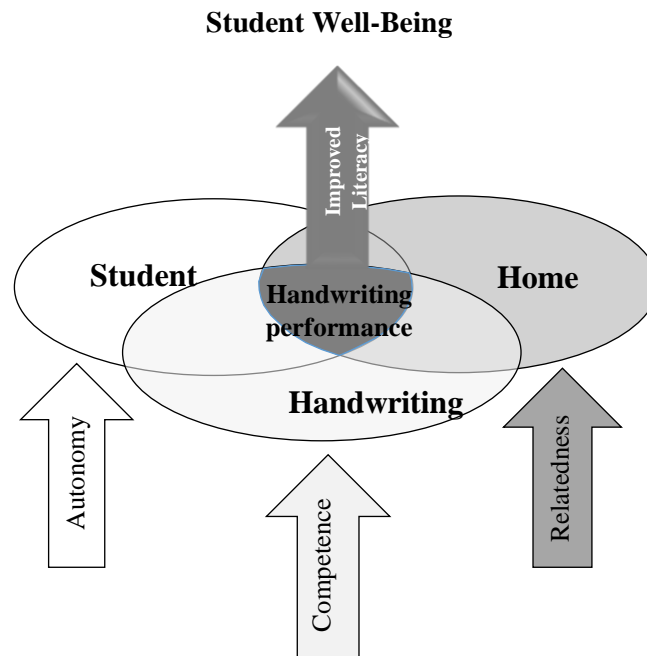 Student Well-Being
Improved
Literacy
Student
Home
Handwriting
performance
Handwriting
Autonomy
Competence
Relatedness